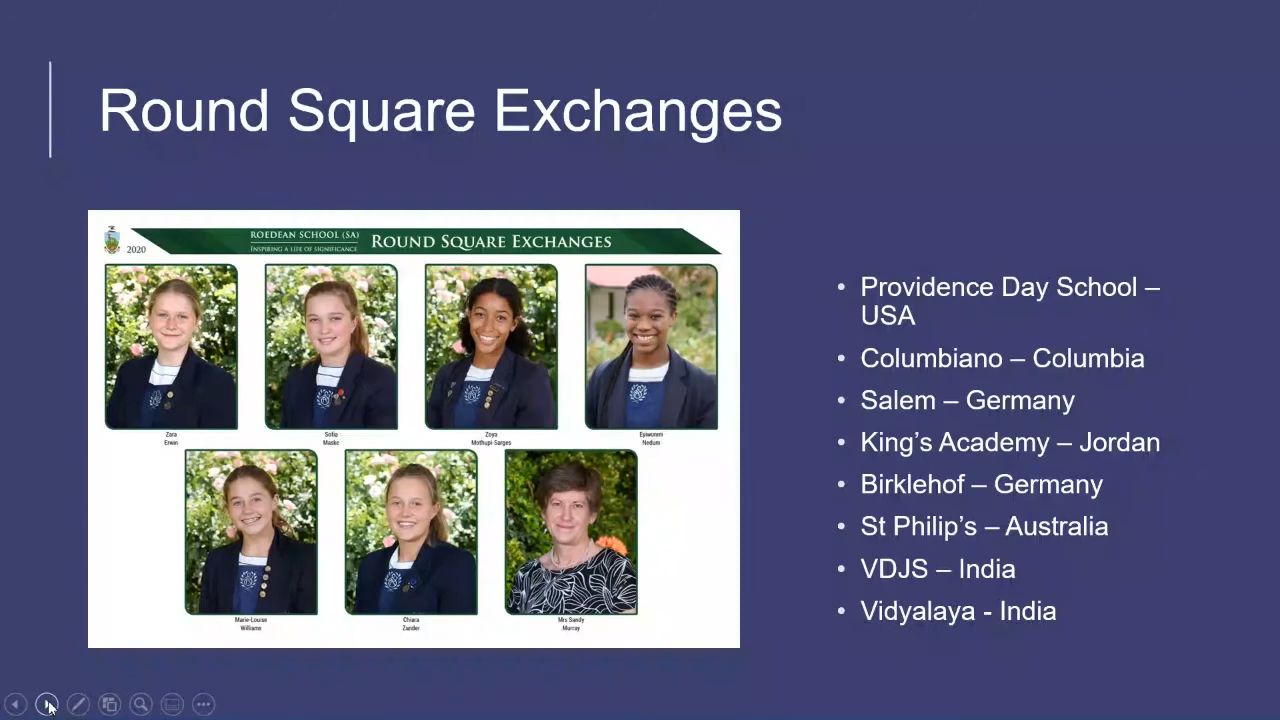 Round Square Exchanges
2020
ROEDEAN SCHOOL (SA)
INSPIRING A LIFE OF SIGNIFICANCE
ROUND SQUARE EXCHANGES
Zara
Erwin
Sofia
Maske
Zoya
Mothupi-Sarges
Eyiwunmi
Nedum
Marie-Louise
Williams
Chiara
Zander
Mrs Sandy
Murray
• Providence Day School –
USA
• Columbiano – Columbia
• Salem – Germany
• King's Academy – Jordan
• Birklehof – Germany
• St Philip's – Australia
• VDJS – India
• Vidyalaya - India